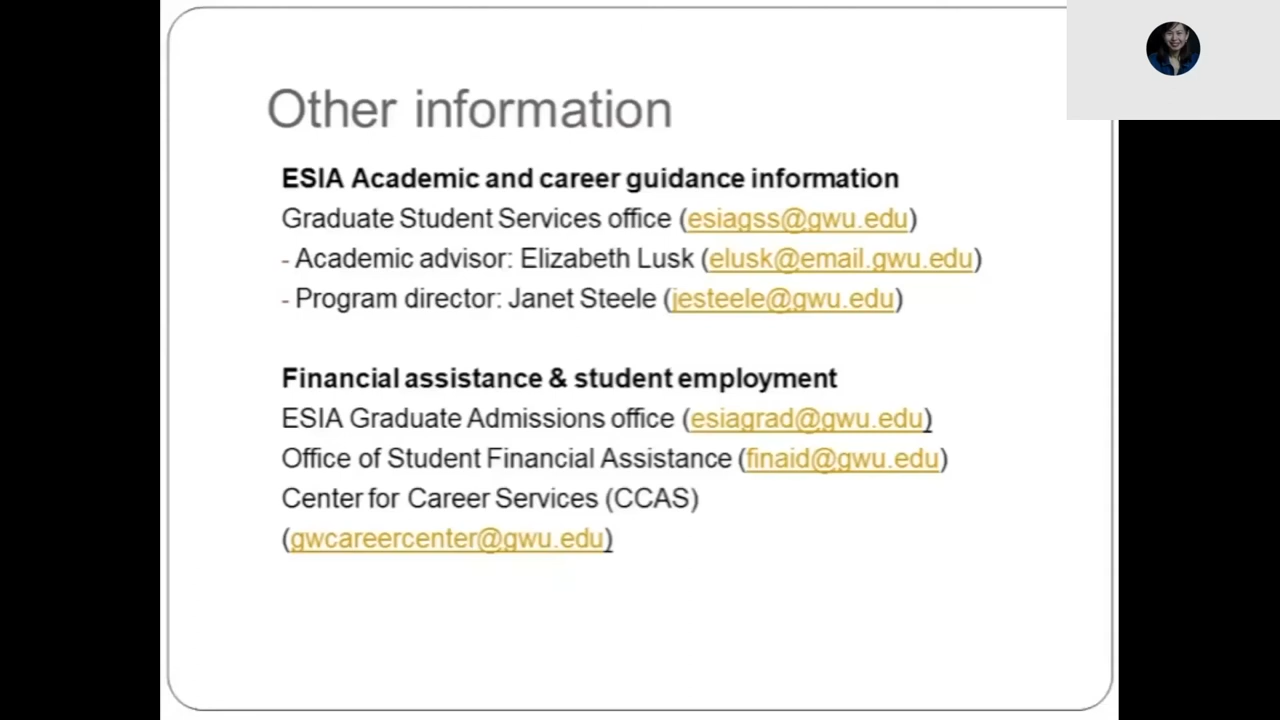 Other information
ESIA Academic and career guidance information
Graduate Student Services office (esiagss@gwu.edu)
- Academic advisor: Elizabeth Lusk (elusk@email.gwu.edu)
- Program director: Janet Steele (jesteele@gwu.edu)
Financial assistance & student employment
ESIA Graduate Admissions office (esiagrad@gwu.edu)
Office of Student Financial Assistance (finaid@gwu.edu)
Center for Career Services (CCAS)
(gwcareercenter@gwu.edu)